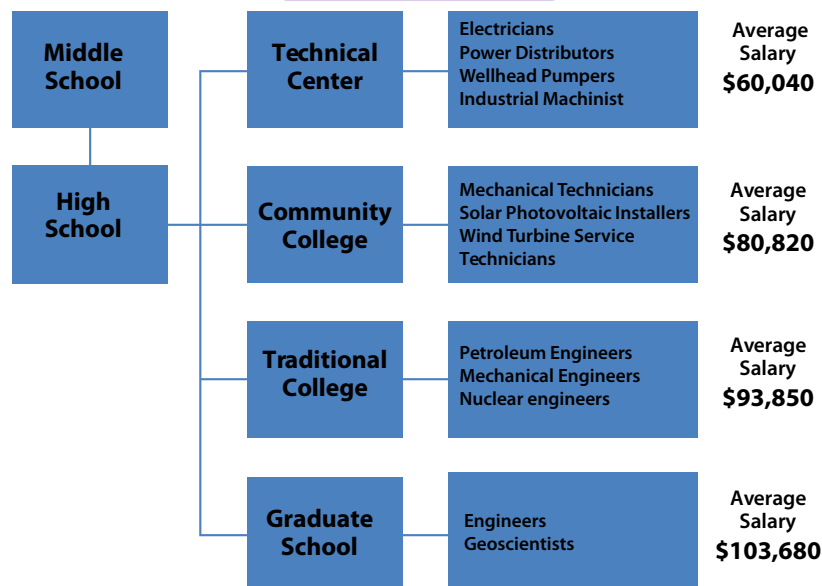 Middle
School
High
School
Technical
Center
Electricians
Power Distributors
Wellhead Pumpers
Industrial Machinist
Average
Salary
$60,040
Community
College
Mechanical Technicians
Solar Photovoltaic Installers
Wind Turbine Service
Technicians
Average
Salary
$80,820
Traditional
College
Petroleum Engineers
Mechanical Engineers
Nuclear engineers
Average
Salary
$93,850
Graduate
School
Engineers
Geoscientists
Average
Salary
$103,680